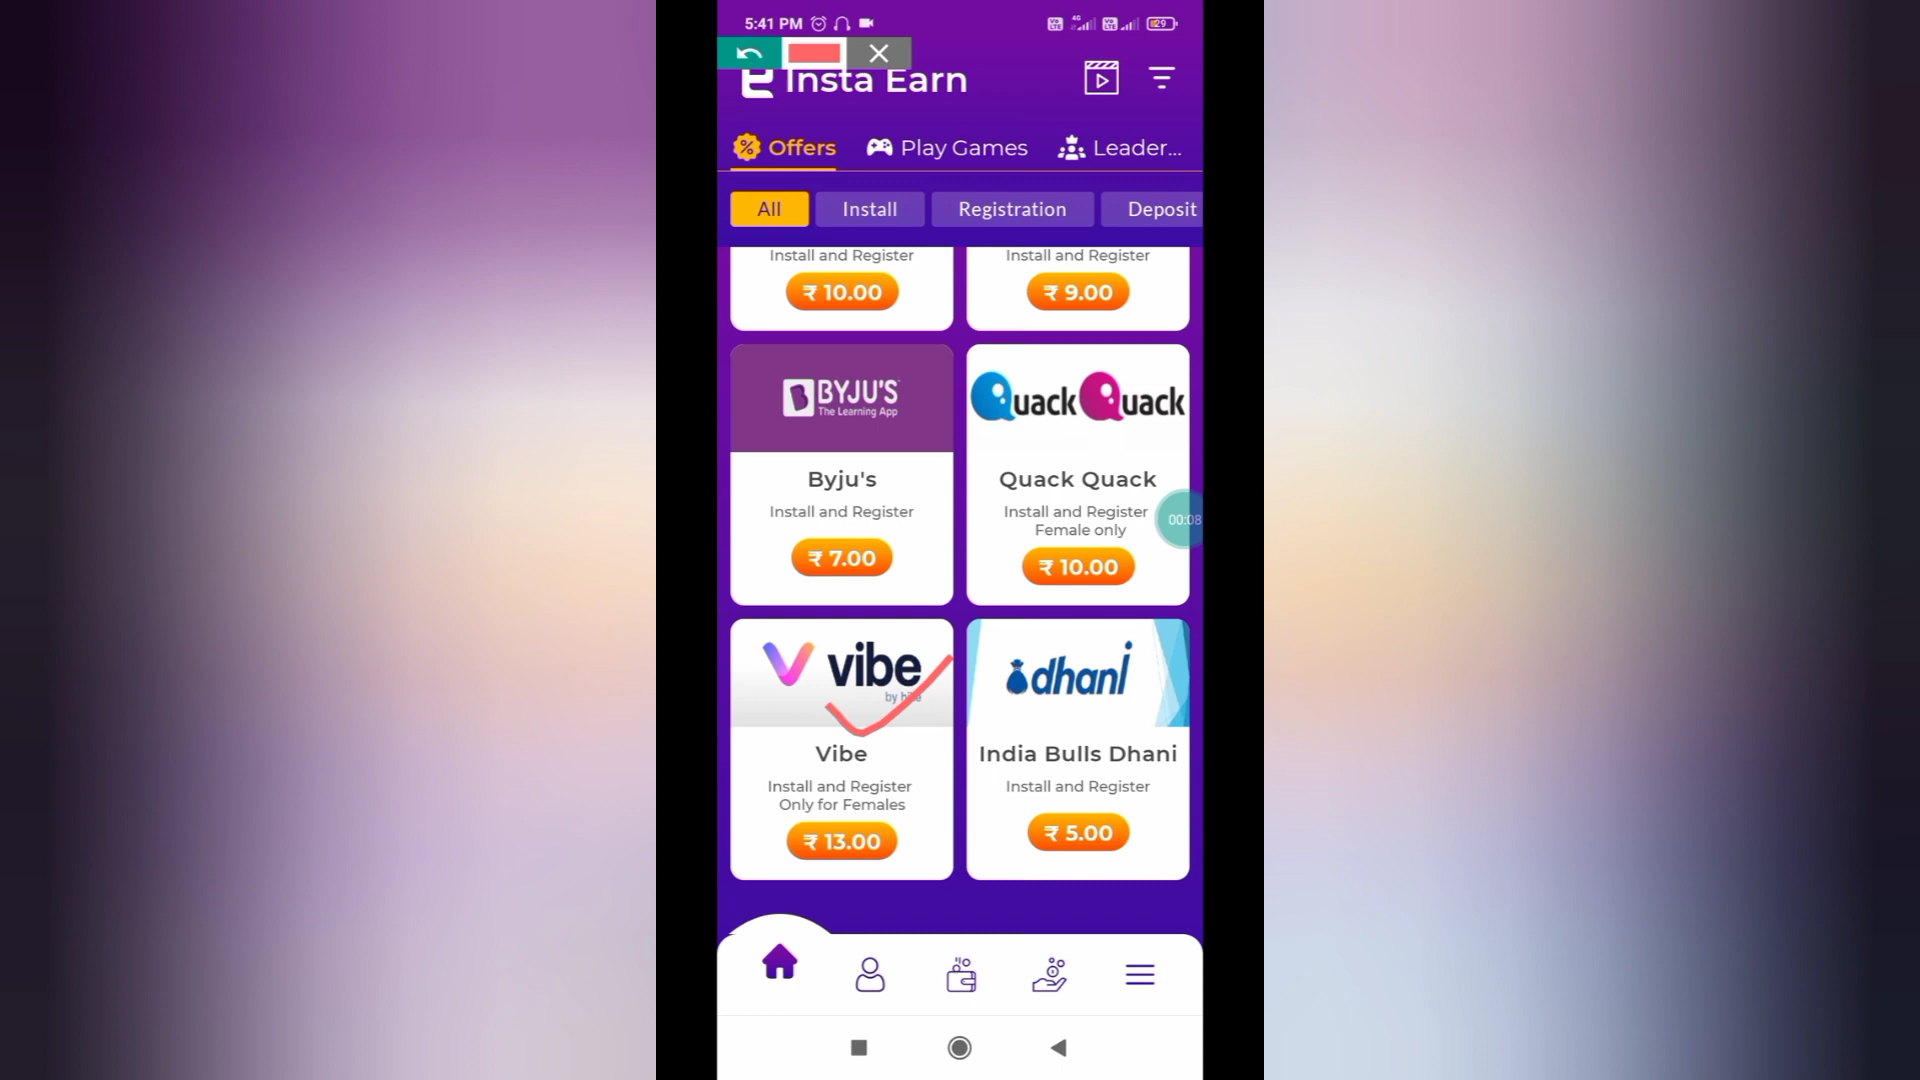 5:41 PM
4G
29
Insta Earn
Offers
Play Games
Leader...
All
Install
Registration
Deposit
Install and Register
₹ 10.00
Install and Register
₹ 9.00
BYJU'S
The Learning App
Byju's
Install and Register
₹ 7.00
Quack Quack
Quack Quack
Install and Register
Female only
₹ 10.00
00:08
vibe
by
Vibe
Install and Register
Only for Females
₹ 13.00
dhani
India Bulls Dhani
Install and Register
₹ 5.00